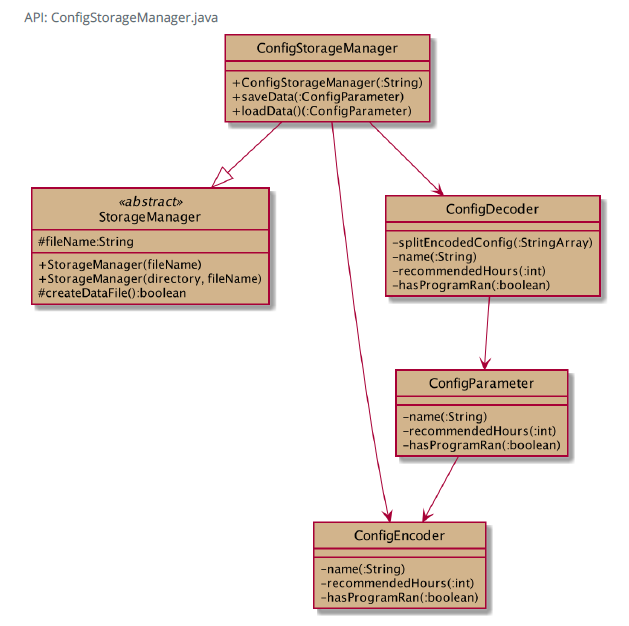 API: ConfigStorageManager.java
ConfigStorageManager
+ConfigStorageManager(:String)
+saveData(:ConfigParameter)
+loadData()(:ConfigParameter)
«abstract»
StorageManager
#fileName:String
+StorageManager(fileName)
+StorageManager(directory, fileName)
#createDataFile():boolean
ConfigDecoder
-splitEncodedConfig(:StringArray)
-name(:String)
-recommendedHours(:int)
-hasProgramRan(:boolean)
ConfigParameter
-name(:String)
-recommendedHours(:int)
-hasProgramRan(:boolean)
ConfigEncoder
-name(:String)
-recommendedHours(:int)
-hasProgramRan(:boolean)